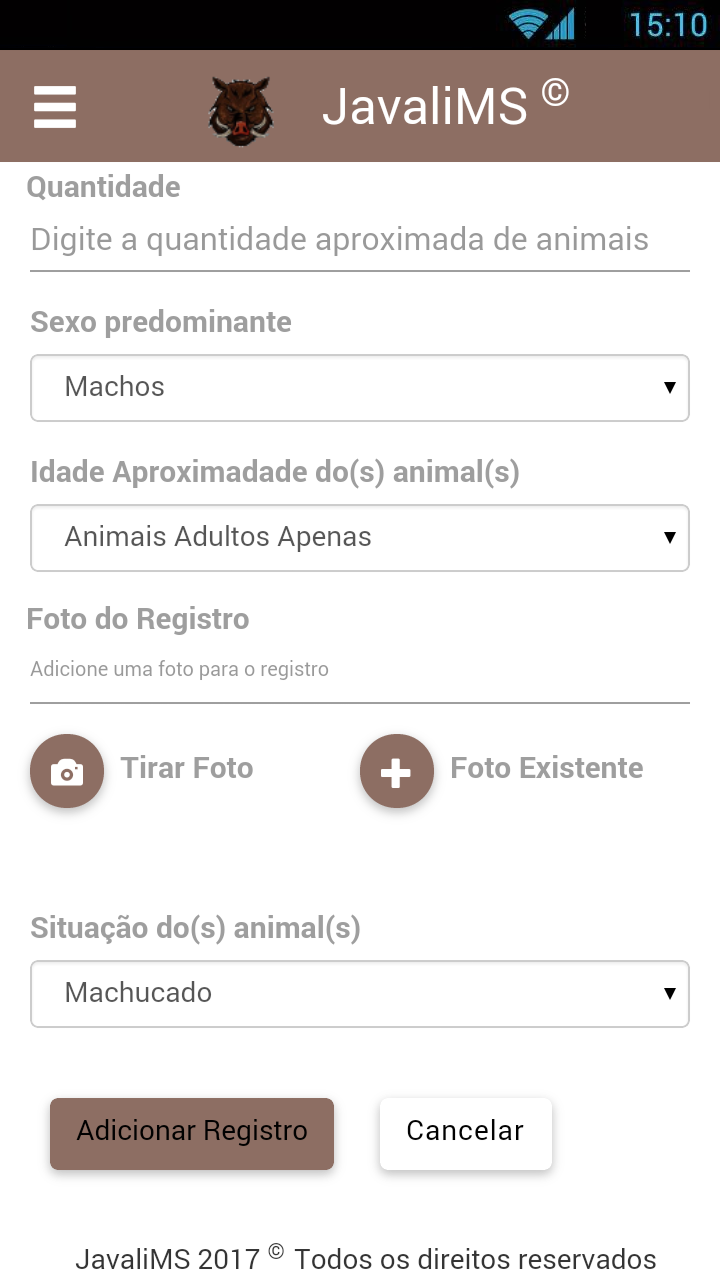 15:10
JavaliMS ©
Quantidade
Digite a quantidade aproximada de animais
Sexo predominante
Machos
Idade Aproximadade do(s) animal(s)
Animais Adultos Apenas
Foto do Registro
Adicione uma foto para o registro
Tirar Foto Foto Existente
Situação do(s) animal(s)
Machucado
Adicionar Registro Cancelar
JavaliMS 2017 © Todos os direitos reservados